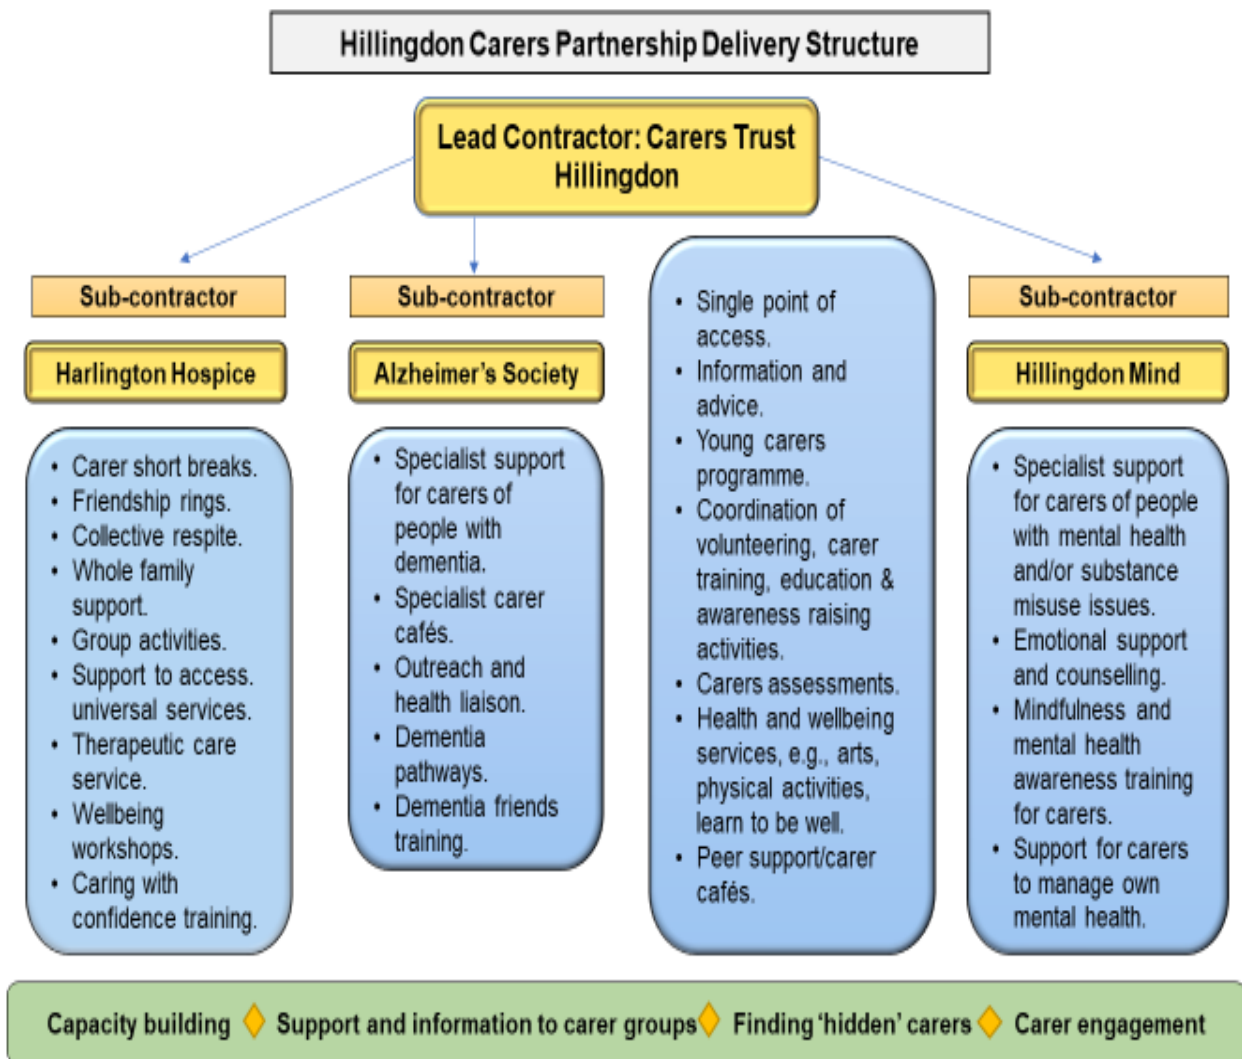 Hillingdon Carers Partnership Delivery Structure
Lead Contractor: Carers Trust
Hillingdon
Sub-contractor
Harlington Hospice
• Carer short breaks.
• Friendship rings.
• Collective respite.
• Whole family
support.
• Group activities.
• Support to access
universal services.
• Therapeutic care
service.
• Wellbeing
workshops.
• Caring with
confidence training.
Sub-contractor
Alzheimer's Society
• Specialist support
for carers of
people with
dementia.
• Specialist carer
cafés.
• Outreach and
health liaison.
• Dementia
pathways.
• Dementia friends
training.
• Single point of
access.
• Information and
advice.
• Young carers
programme.
• Coordination of
volunteering, carer
training, education &
awareness raising
activities.
• Carers assessments.
• Health and wellbeing
services, e.g., arts,
physical activities,
learn to be well.
• Peer support/carer
cafés.
Sub-contractor
Hillingdon Mind
• Specialist support
for carers of people
with mental health
and/or substance
misuse issues.
• Emotional support
and counselling.
• Mindfulness and
mental health
awareness training
for carers.
• Support for carers
to manage own
mental health.
Capacity building Support and information to carer groups Finding 'hidden' carers Carer engagement